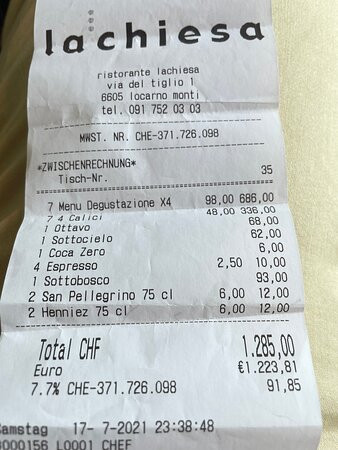 lachiesa
ristorante lachiesa
via del tiglio 1
6605 locarno monti
tel. 091 752 03 03
MWST. NR. CHE-371.726.098
*ZWISCHENRECHNUNG*
Tisch-Nr. 35
7 Menu Degustazione X4 98,00 686,00
7 4 Calici 48,00 336,00
1 Ottavo 68,00
1 Sottocielo 62,00
1 Coca Zero 6,00
4 Espresso 2,50 10,00
1 Sottobosco 93,00
2 San Pellegrino 75 cl 6,00 12,00
2 Henniez 75 cl 6,00 12,00
Total CHF 1.285,00
Euro €1.223,81
7.7% CHE-371.726.098 91,85
Samstag 17- 7-2021 23:38:48
000156 L0001 CHEF